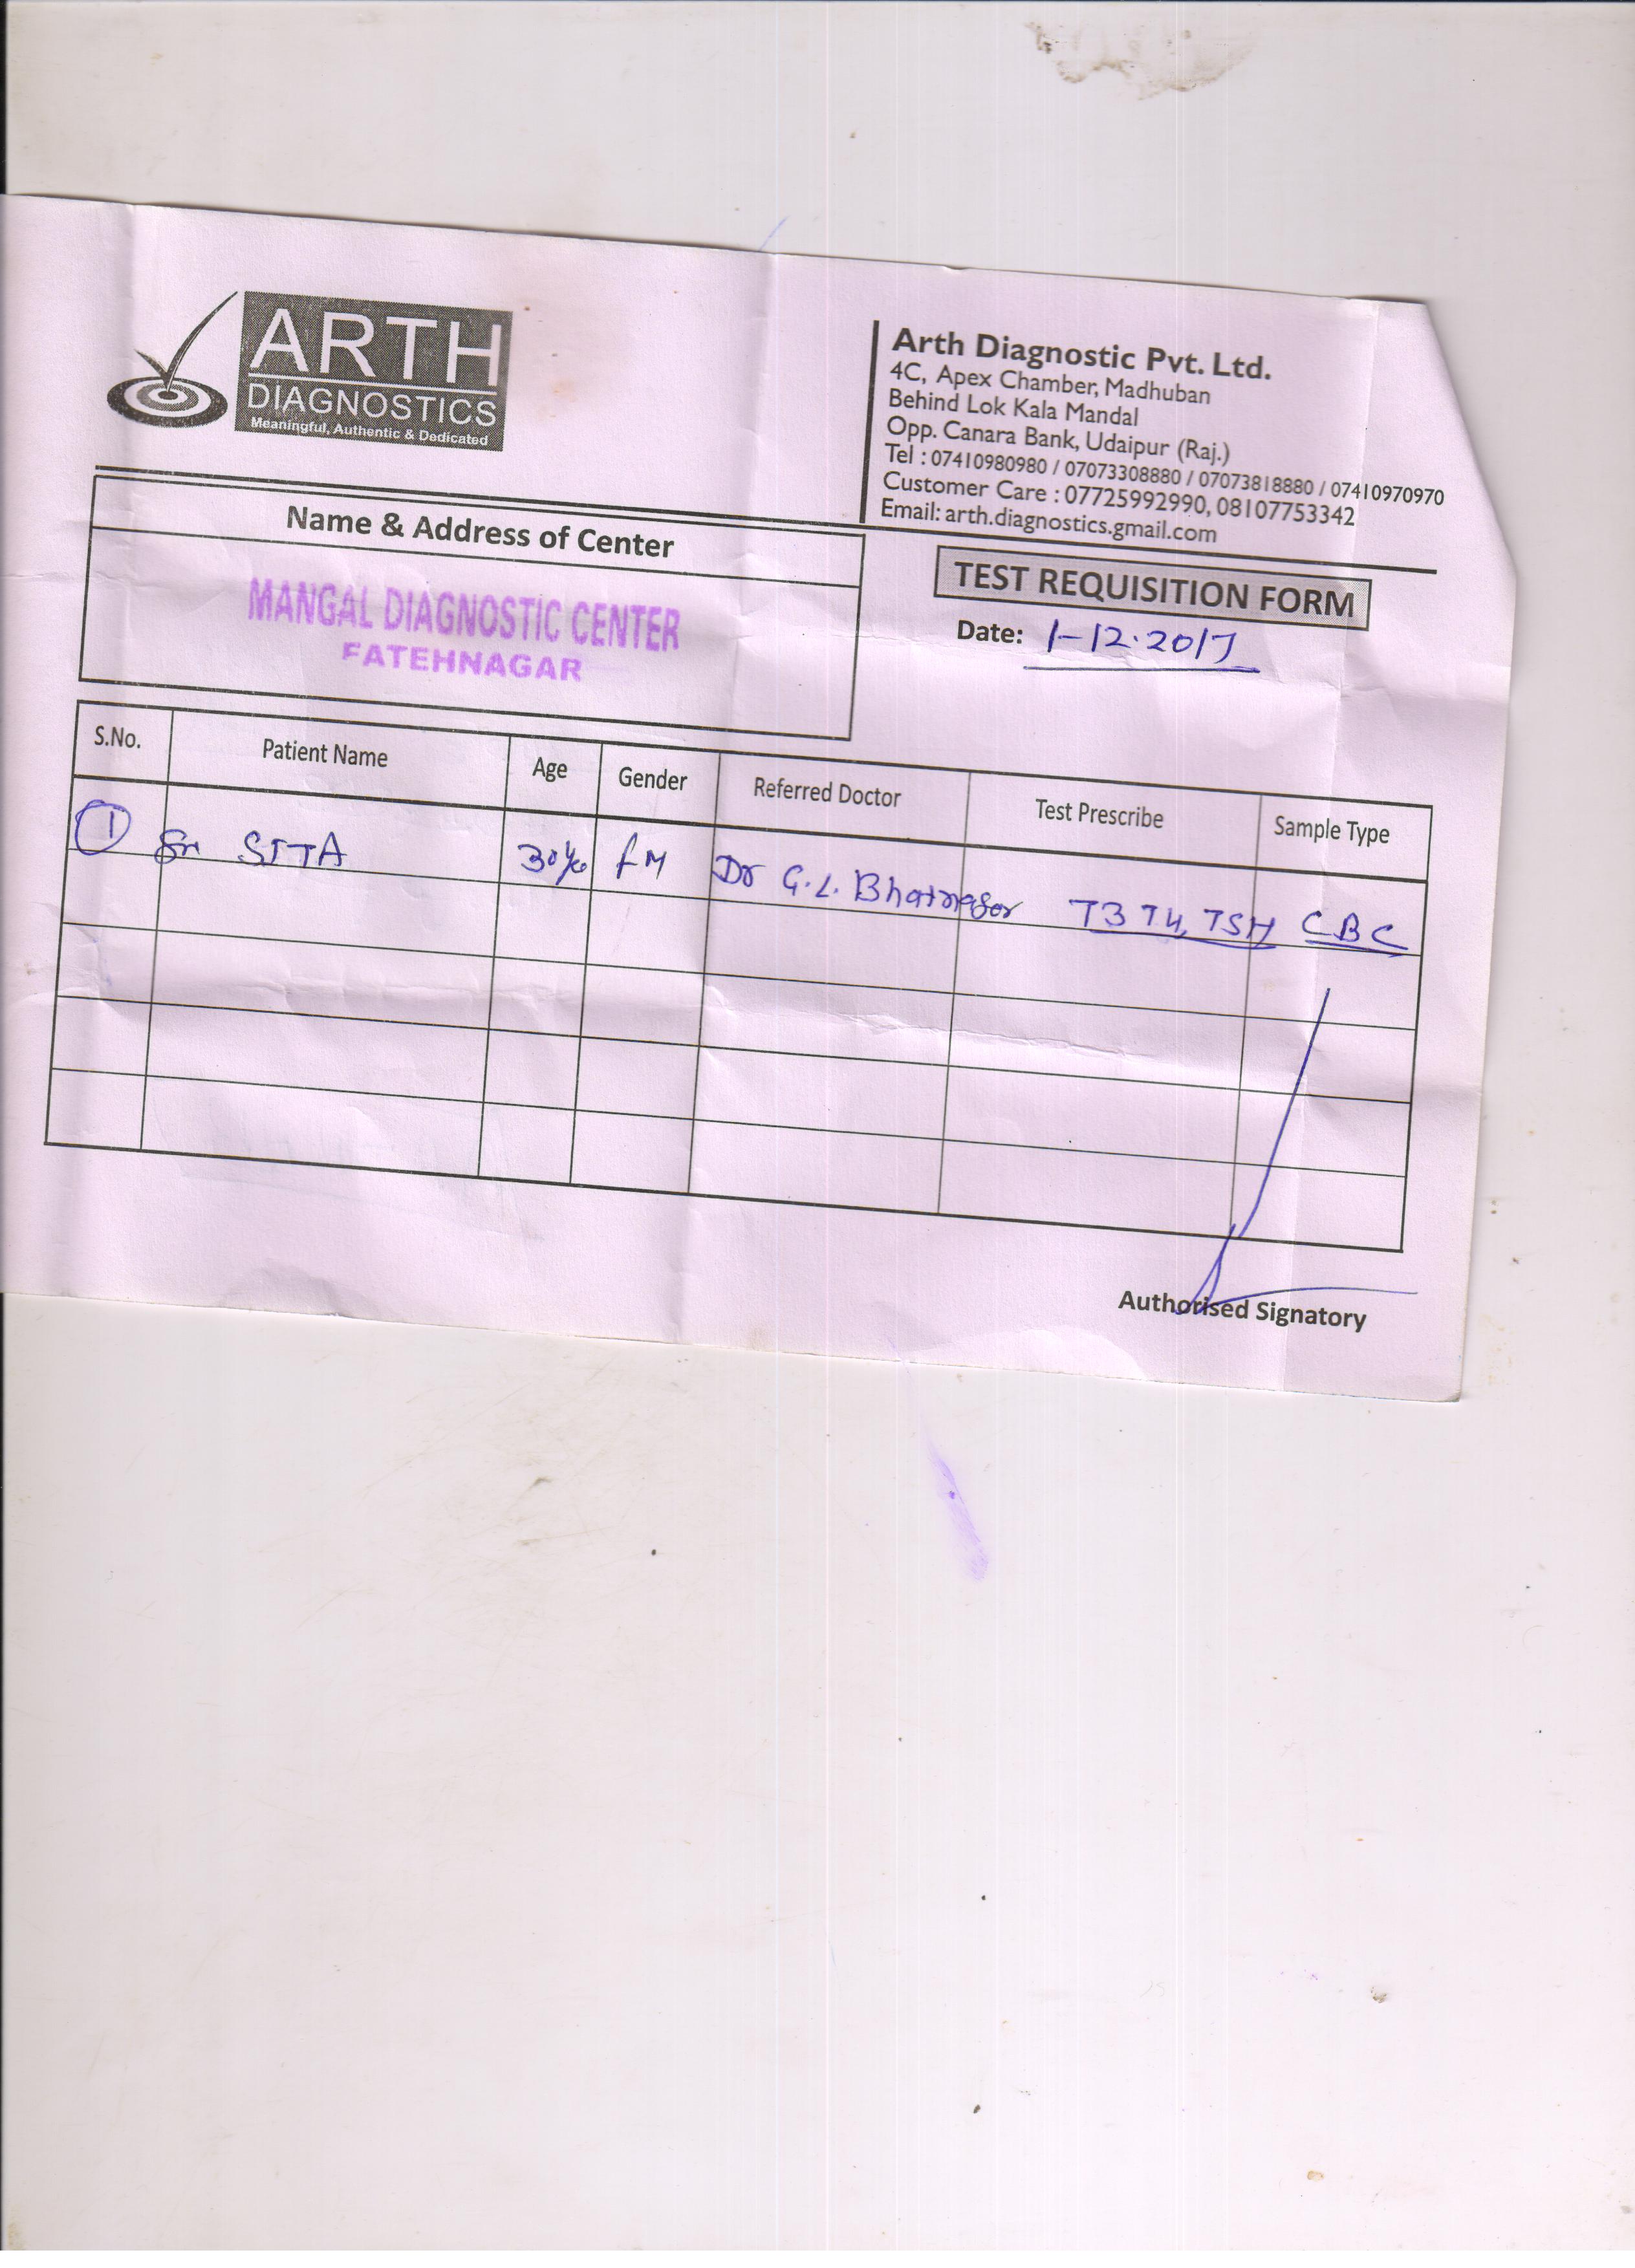 ARTH
DIAGNOSTICS
Meaningful, Authentic & Dedicated
Arth Diagnostic Pvt. Ltd.
4C, Apex Chamber, Madhuban
Behind Lok Kala Mandal
Opp. Canara Bank, Udaipur (Raj.)
Tel : 07410980980 / 07073308880 / 07073818880 / 07410970970
Customer Care : 07725992990, 08107753342
Email: arth.diagnostics.gmail.com
Name & Address of Center
MANGAL DIAGNOSTIC CENTER
FATEHNAGAR
TEST REQUISITION FORM
Date: 1-12.2017
S.No. Patient Name Age Gender Referred Doctor Test Prescribe Sample Type
1 SITA 30 fM Dr G.L. Bhatnagar T3 T4, TSH CBC
Authorised Signatory